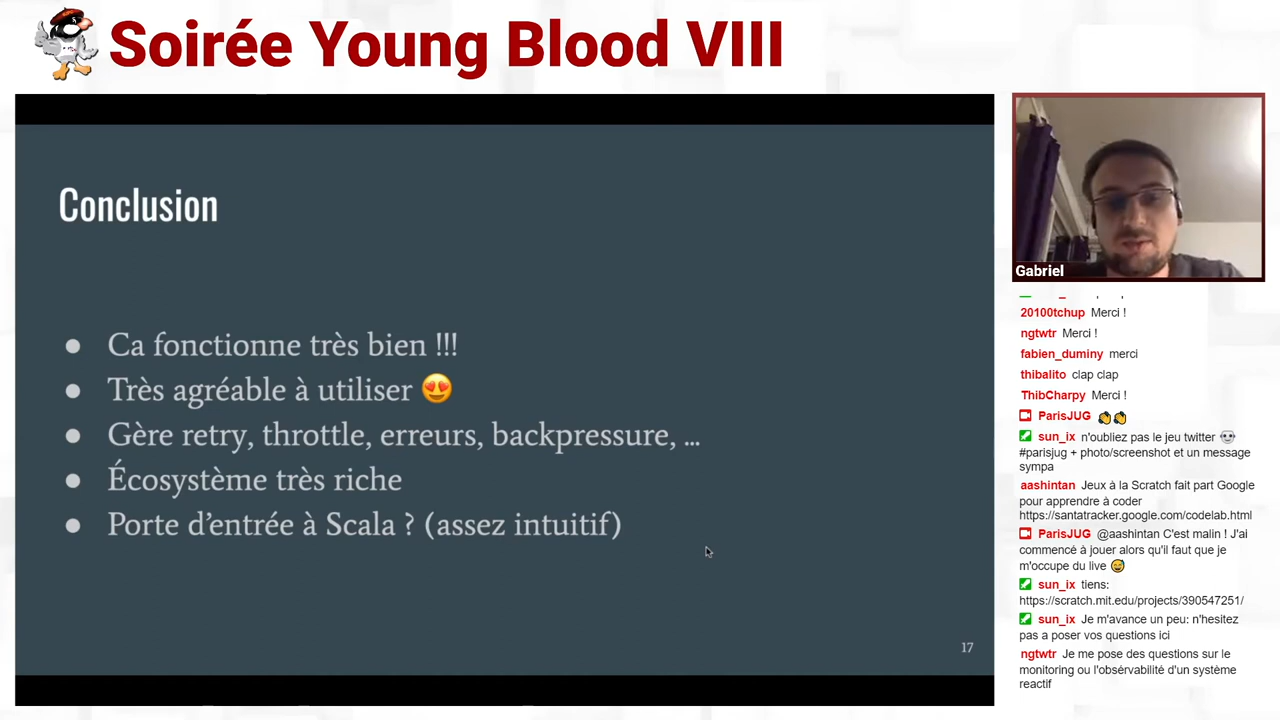 Soirée Young Blood VIII
Conclusion
● Ca fonctionne très bien !!!
● Très agréable à utiliser 😍
● Gère retry, throttle, erreurs, backpressure, ...
● Écosystème très riche
● Porte d'entrée à Scala ? (assez intuitif)
17
Gabriel
20100tchup Merci !
ngtwtr Merci !
fabien_duminy merci
thibalito clap clap
ThibCharpy Merci !
ParisJUG 👏👏
sun_ix n'oubliez pas le jeu twitter
#parisjug + photo/screenshot et un message
sympa
aashintan Jeux à la Scratch fait part Google
pour apprendre à coder
https://santatracker.google.com/codelab.html
ParisJUG @aashintan C'est malin ! J'ai
commencé à jouer alors qu'il faut que je
m'occupe du live 😅
sun_ix tiens:
https://scratch.mit.edu/projects/390547251/
sun_ix Je m'avance un peu: n'hesitez
pas a poser vos questions ici
ngtwtr Je me pose des questions sur le
monitoring ou l'obsérvabilité d'un système
reactif